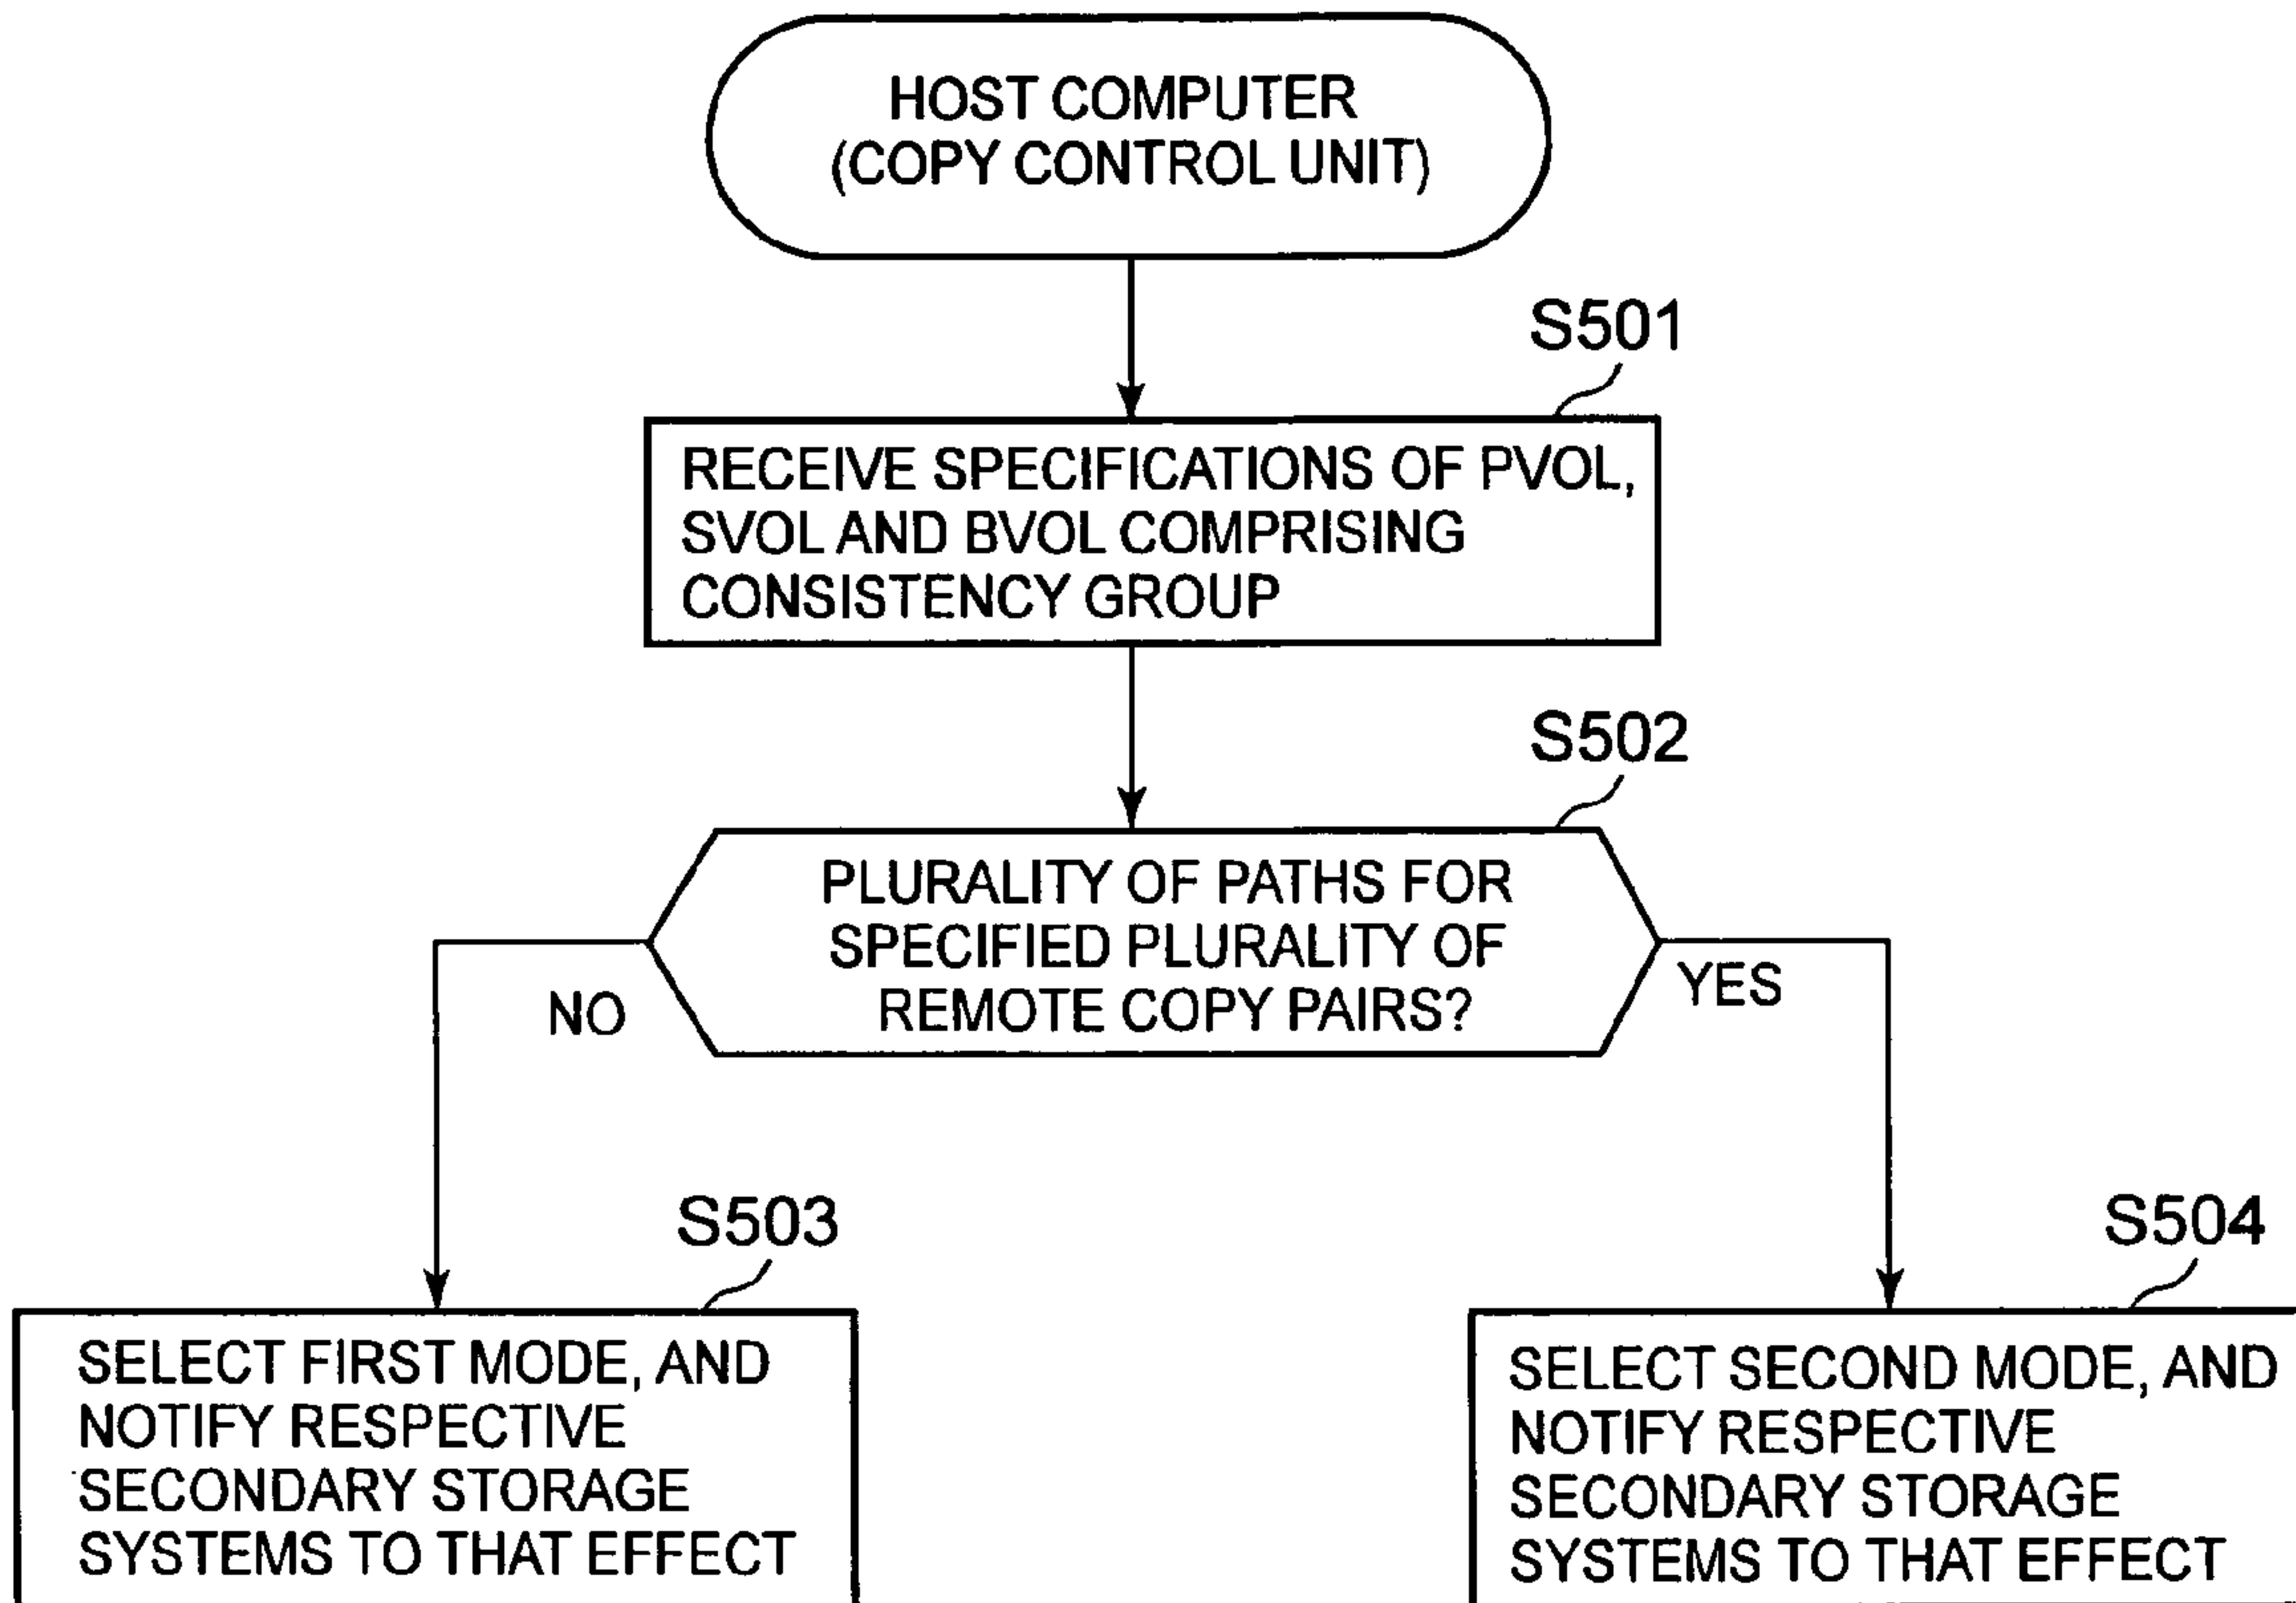 HOST COMPUTER
(COPY CONTROL UNIT)
S501
RECEIVE SPECIFICATIONS OF PVOL,
SVOL AND BVOL COMPRISING
CONSISTENCY GROUP
S502
PLURALITY OF PATHS FOR
SPECIFIED PLURALITY OF
REMOTE COPY PAIRS?
NO
YES
S503
SELECT FIRST MODE, AND
NOTIFY RESPECTIVE
SECONDARY STORAGE
SYSTEMS TO THAT EFFECT
S504
SELECT SECOND MODE, AND
NOTIFY RESPECTIVE
SECONDARY STORAGE
SYSTEMS TO THAT EFFECT